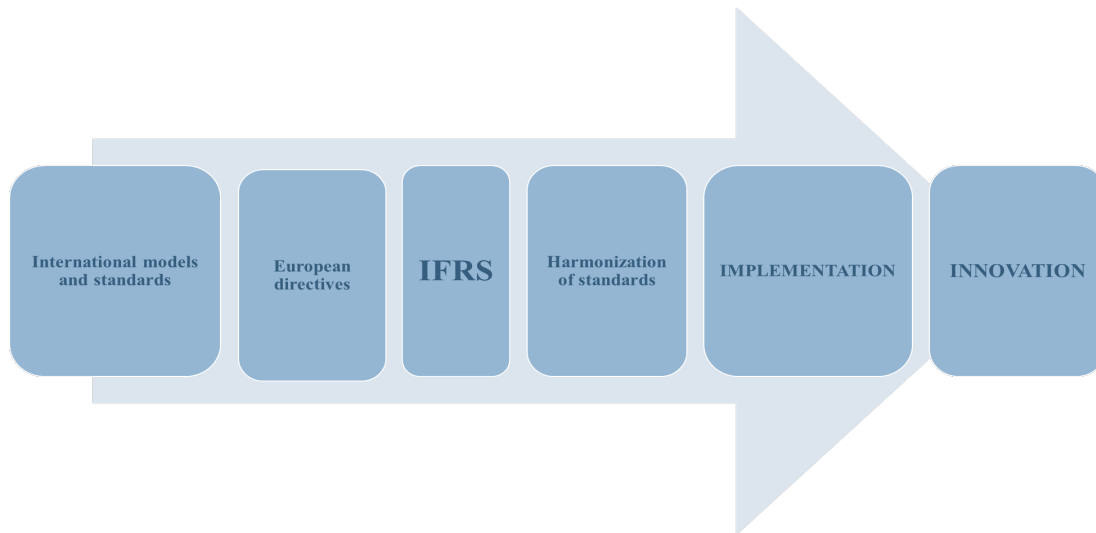 International models
and standards
European
directives
IFRS
Harmonization
of standards
IMPLEMENTATION
INNOVATION